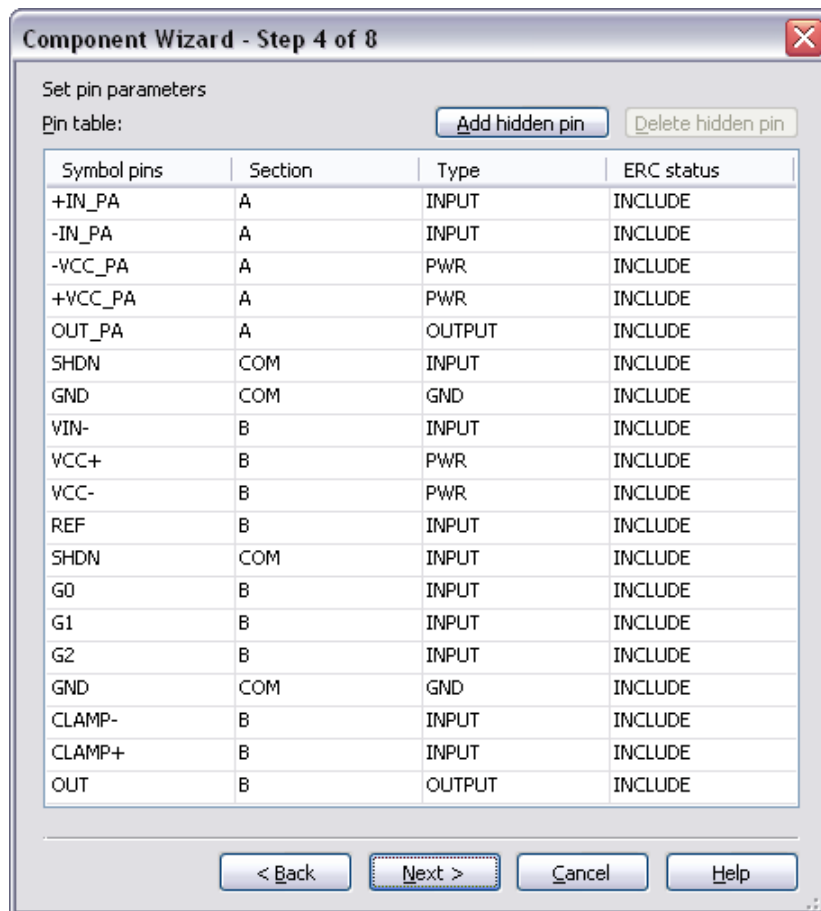 Component Wizard - Step 4 of 8
Set pin parameters
Pin table: Add hidden pin Delete hidden pin
Symbol pins Section Type ERC status
+IN_PA A INPUT INCLUDE
-IN_PA A INPUT INCLUDE
-VCC_PA A PWR INCLUDE
+VCC_PA A PWR INCLUDE
OUT_PA A OUTPUT INCLUDE
SHDN COM INPUT INCLUDE
GND COM GND INCLUDE
VIN- B INPUT INCLUDE
VCC+ B PWR INCLUDE
VCC- B PWR INCLUDE
REF B INPUT INCLUDE
SHDN COM INPUT INCLUDE
G0 B INPUT INCLUDE
G1 B INPUT INCLUDE
G2 B INPUT INCLUDE
GND COM GND INCLUDE
CLAMP- B INPUT INCLUDE
CLAMP+ B INPUT INCLUDE
OUT B OUTPUT INCLUDE
< Back Next > Cancel Help